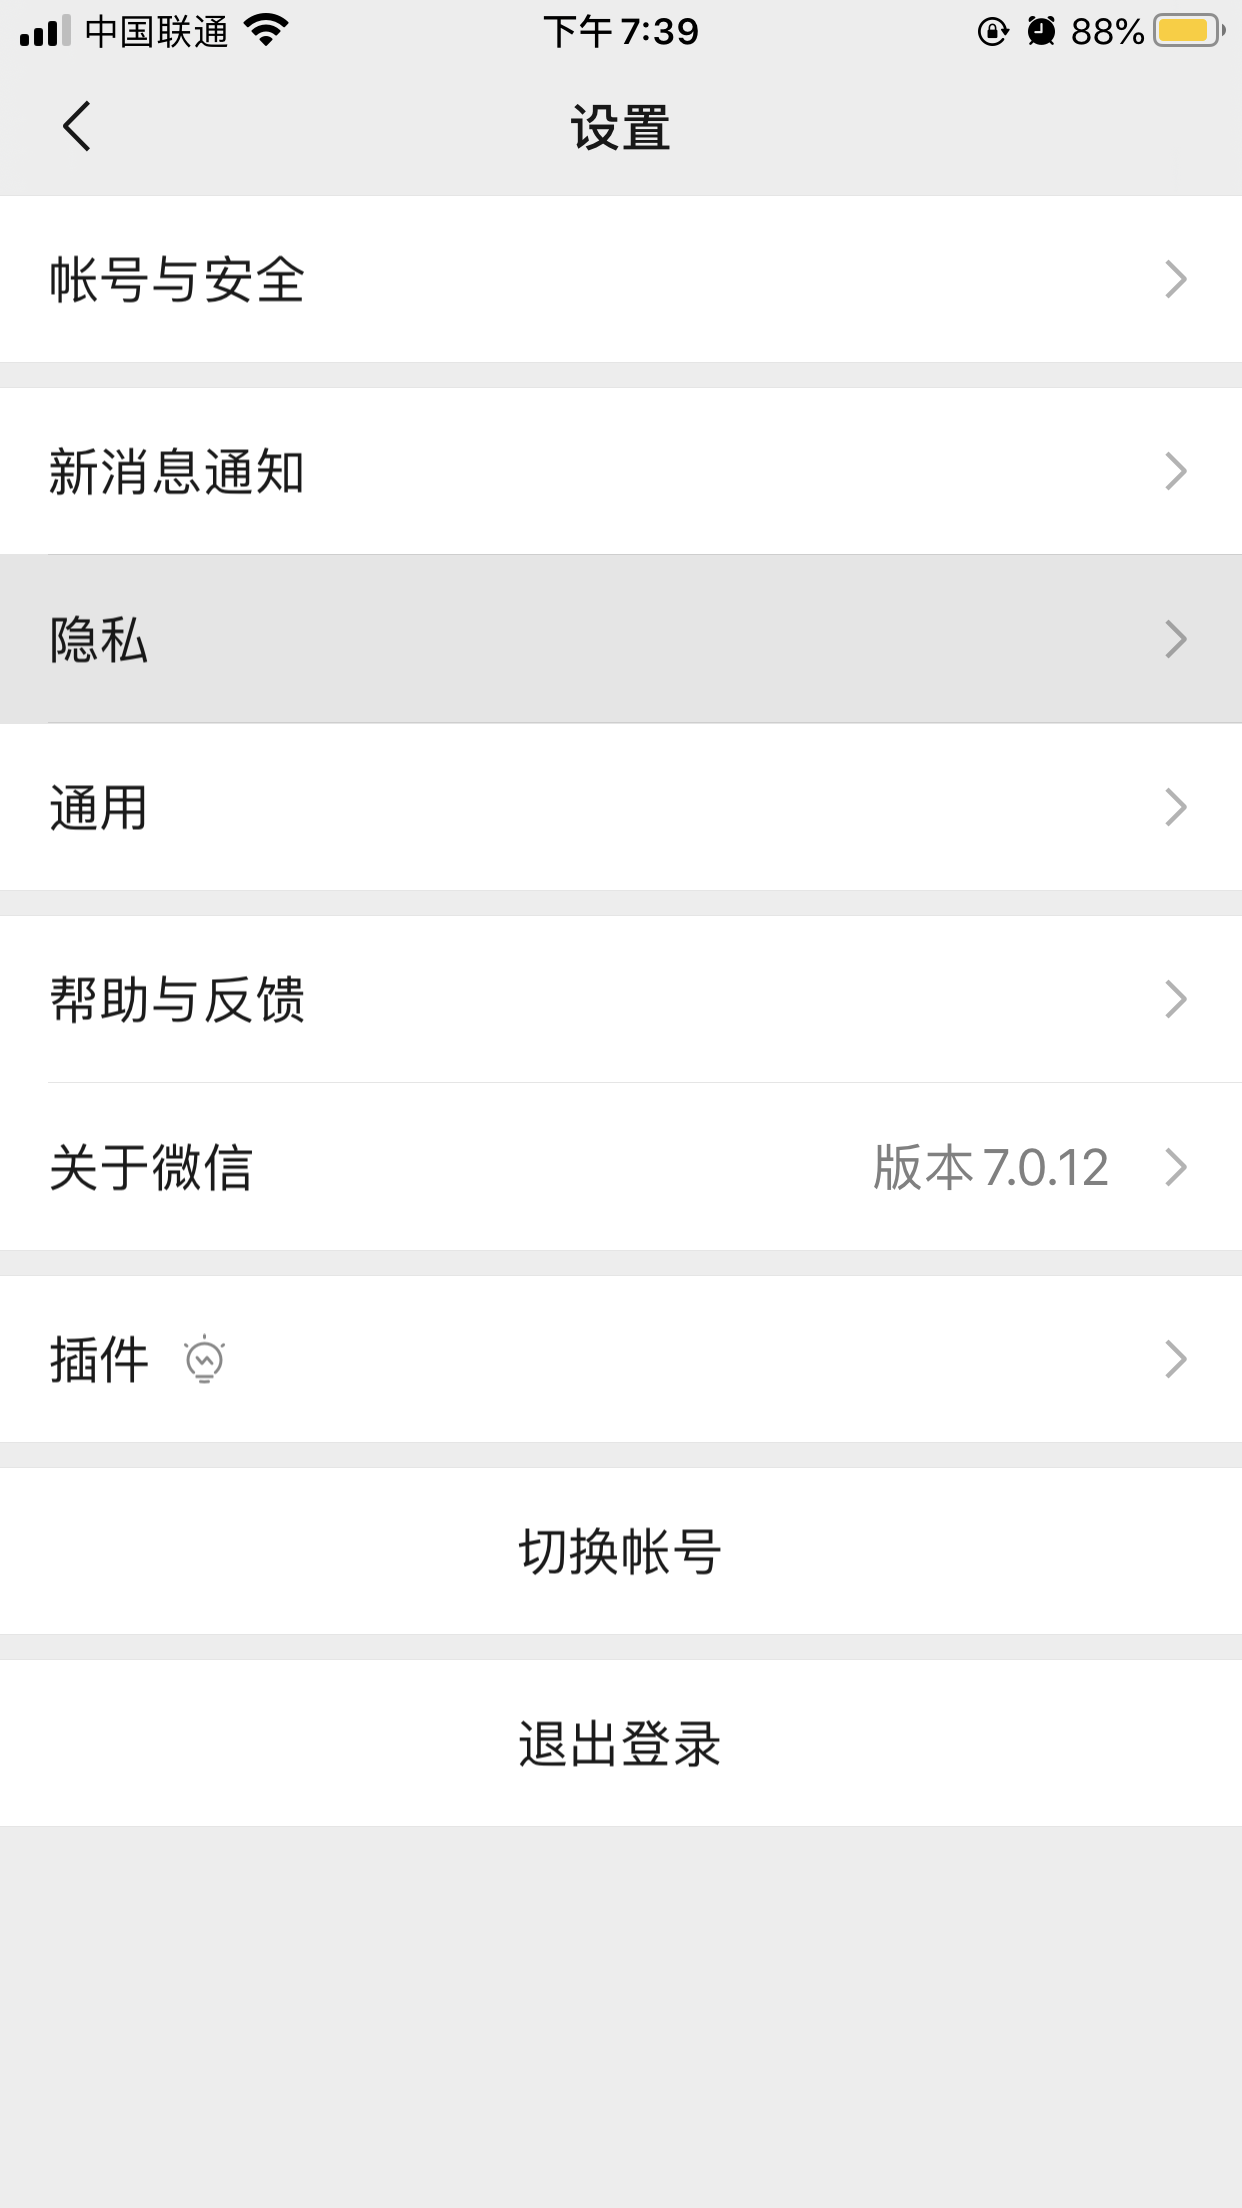 中国联通
下午 7:39
88%
设置
帐号与安全
新消息通知
隐私
通用
帮助与反馈
关于微信
版本 7.0.12
插件
切换帐号
退出登录